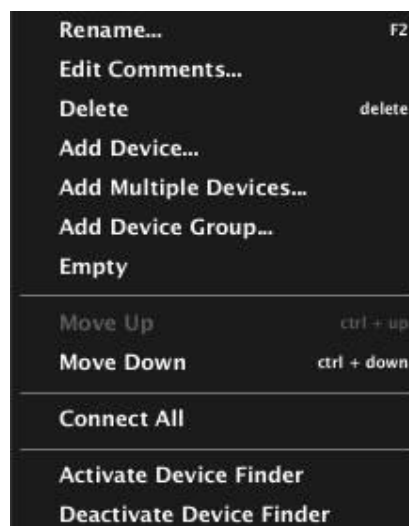 Rename... F2
Edit Comments...
Delete delete
Add Device...
Add Multiple Devices...
Add Device Group...
Empty
Move Up ctrl + up
Move Down ctrl + down
Connect All
Activate Device Finder
Deactivate Device Finder